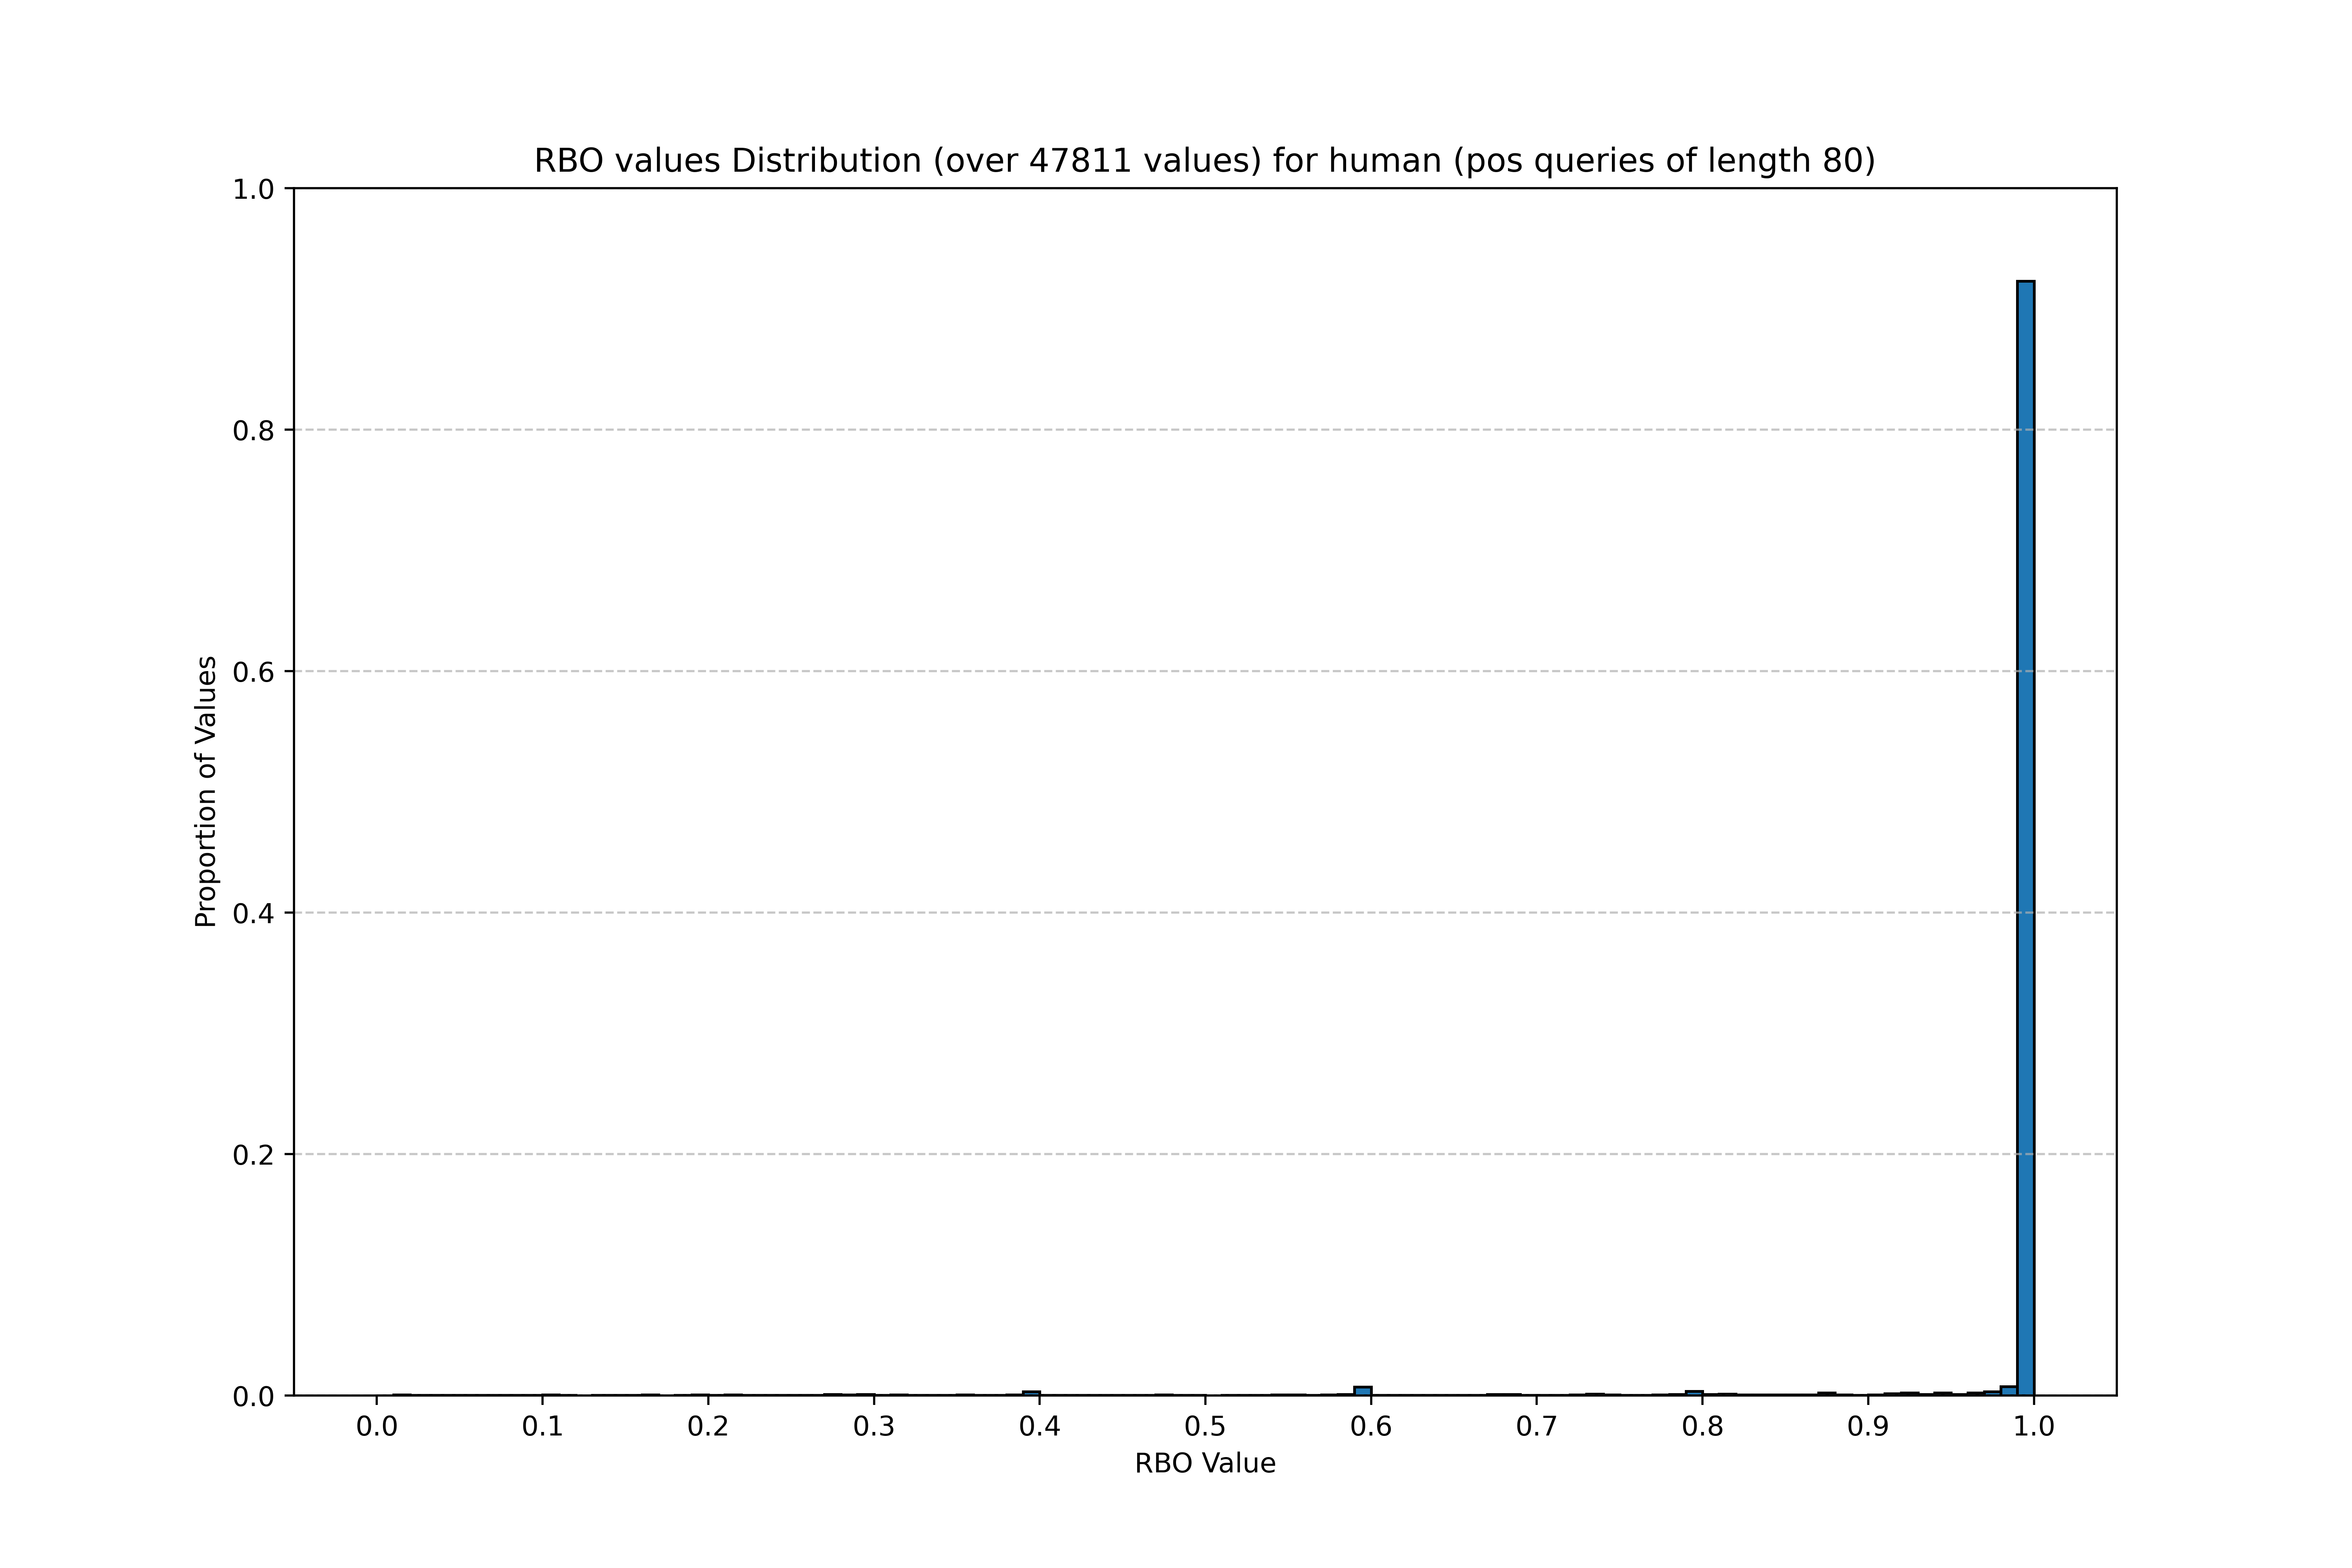 RBO values Distribution (over 47811 values) for human (pos queries of length 80)
1.0
0.8
0.6
0.4
0.2
0.0
Proportion of Values
0.0 0.1 0.2 0.3 0.4 0.5 0.6 0.7 0.8 0.9 1.0
RBO Value